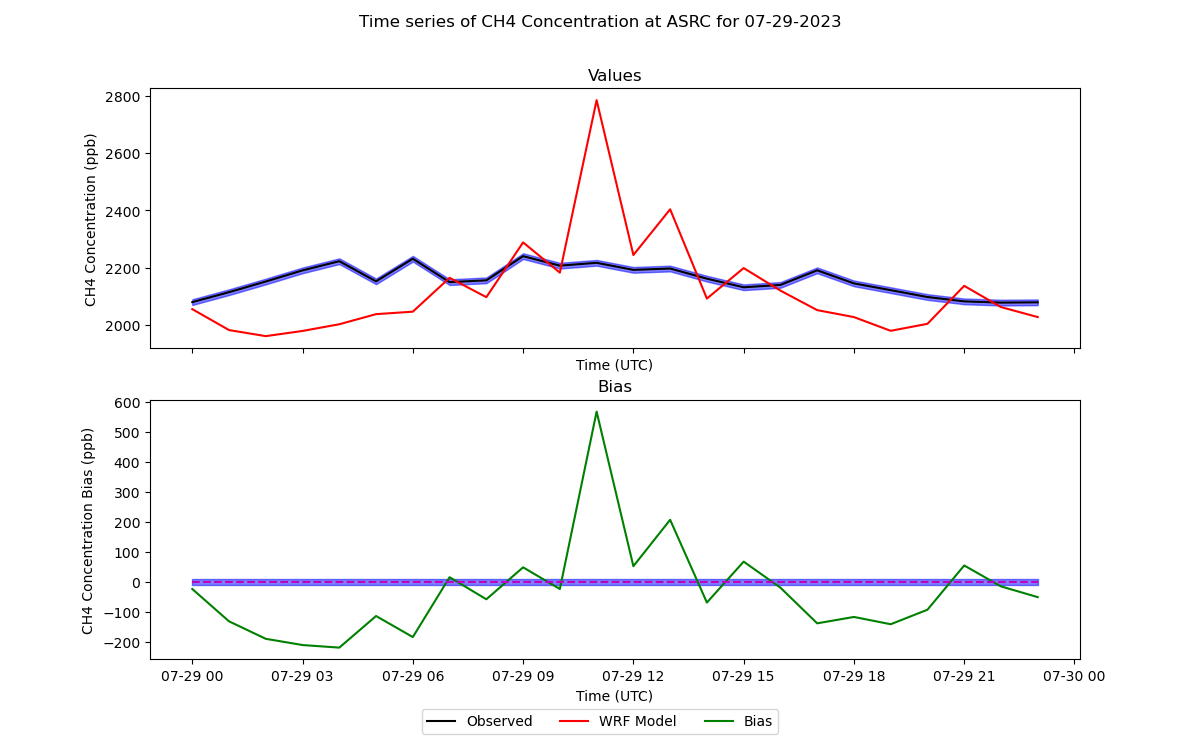 Time series of CH4 Concentration at ASRC for 07-29-2023
Values
CH4 Concentration (ppb)
2800
2600
2400
2200
2000
Time (UTC)
Bias
CH4 Concentration Bias (ppb)
600
500
400
300
200
100
0
−100
−200
07-29 00 07-29 03 07-29 06 07-29 09 07-29 12 07-29 15 07-29 18 07-29 21 07-30 00
Time (UTC)
Observed WRF Model Bias